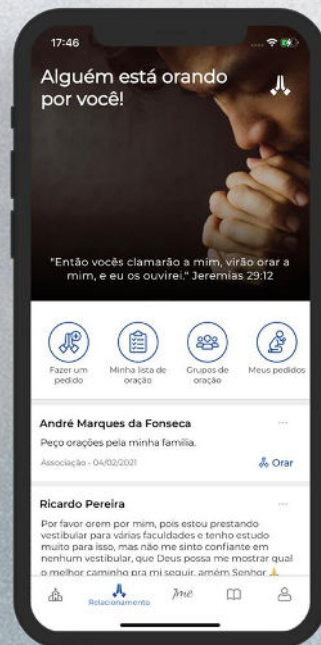 17:46
Alguém está orando
por você!
"Então vocês clamarão a mim, virão orar a
mim, e eu os ouvirei." Jeremias 29:12
Fazer um
pedido
Minha lista de
oração
Grupos de
oração
Meus pedidos
André Marques da Fonseca
Peço orações pela minha familia.
Associação - 04/02/2021
Orar
Ricardo Pereira
Por favor orem por mim, pois estou prestando
vestibular para várias faculdades e tenho estudo
muito para isso, mas não me sinto confiante em
nenhum vestibular, que Deus possa me mostrar qual
o melhor caminho pra mi seguir, amém Senhor 🙏
Relacionamento